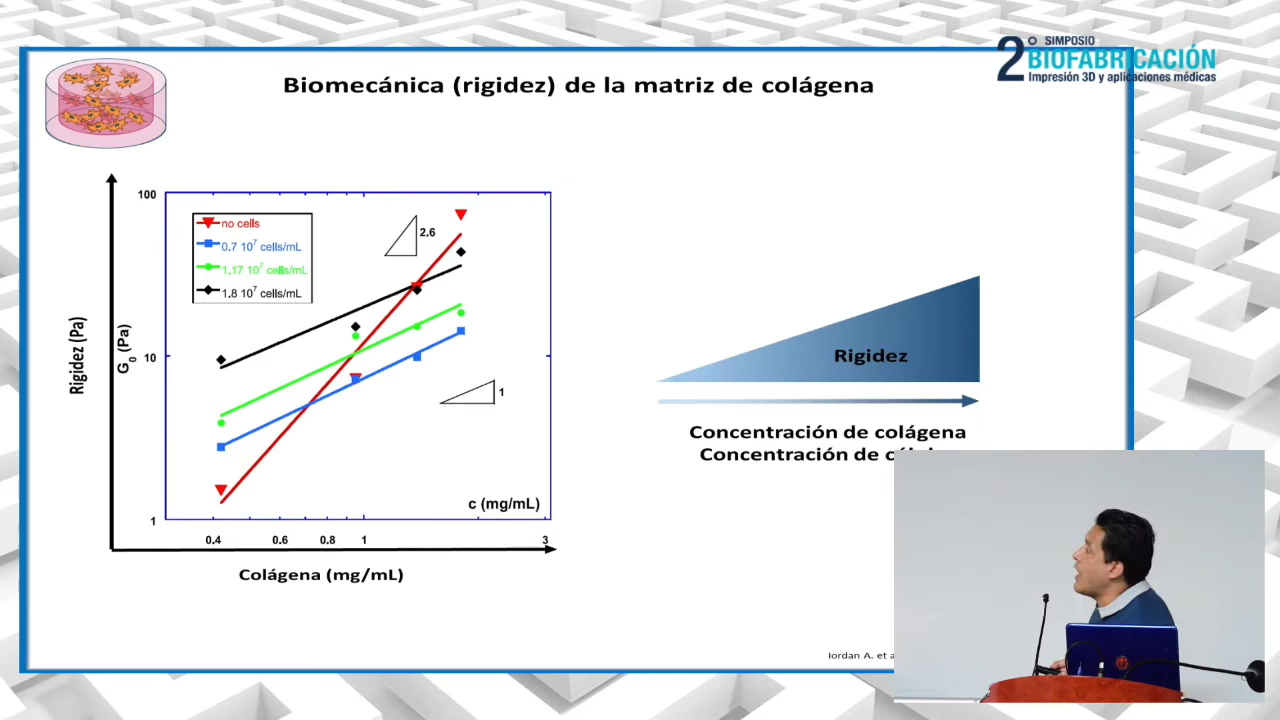 2° SIMPOSIO
BIOFABRICACIÓN
Impresión 3D y aplicaciones médicas
Biomecánica (rigidez) de la matriz de colágena
Rigidez (Pa)
G₀ (Pa)
100
10
1
no cells
0.7 10⁷ cells/mL
1.17 10⁷ cells/mL
1.8 10⁷ cells/mL
2.6
1
c (mg/mL)
0.4 0.6 0.8 1 3
Colágena (mg/mL)
Rigidez
Concentración de colágena
Concentración de
Iordan A. et